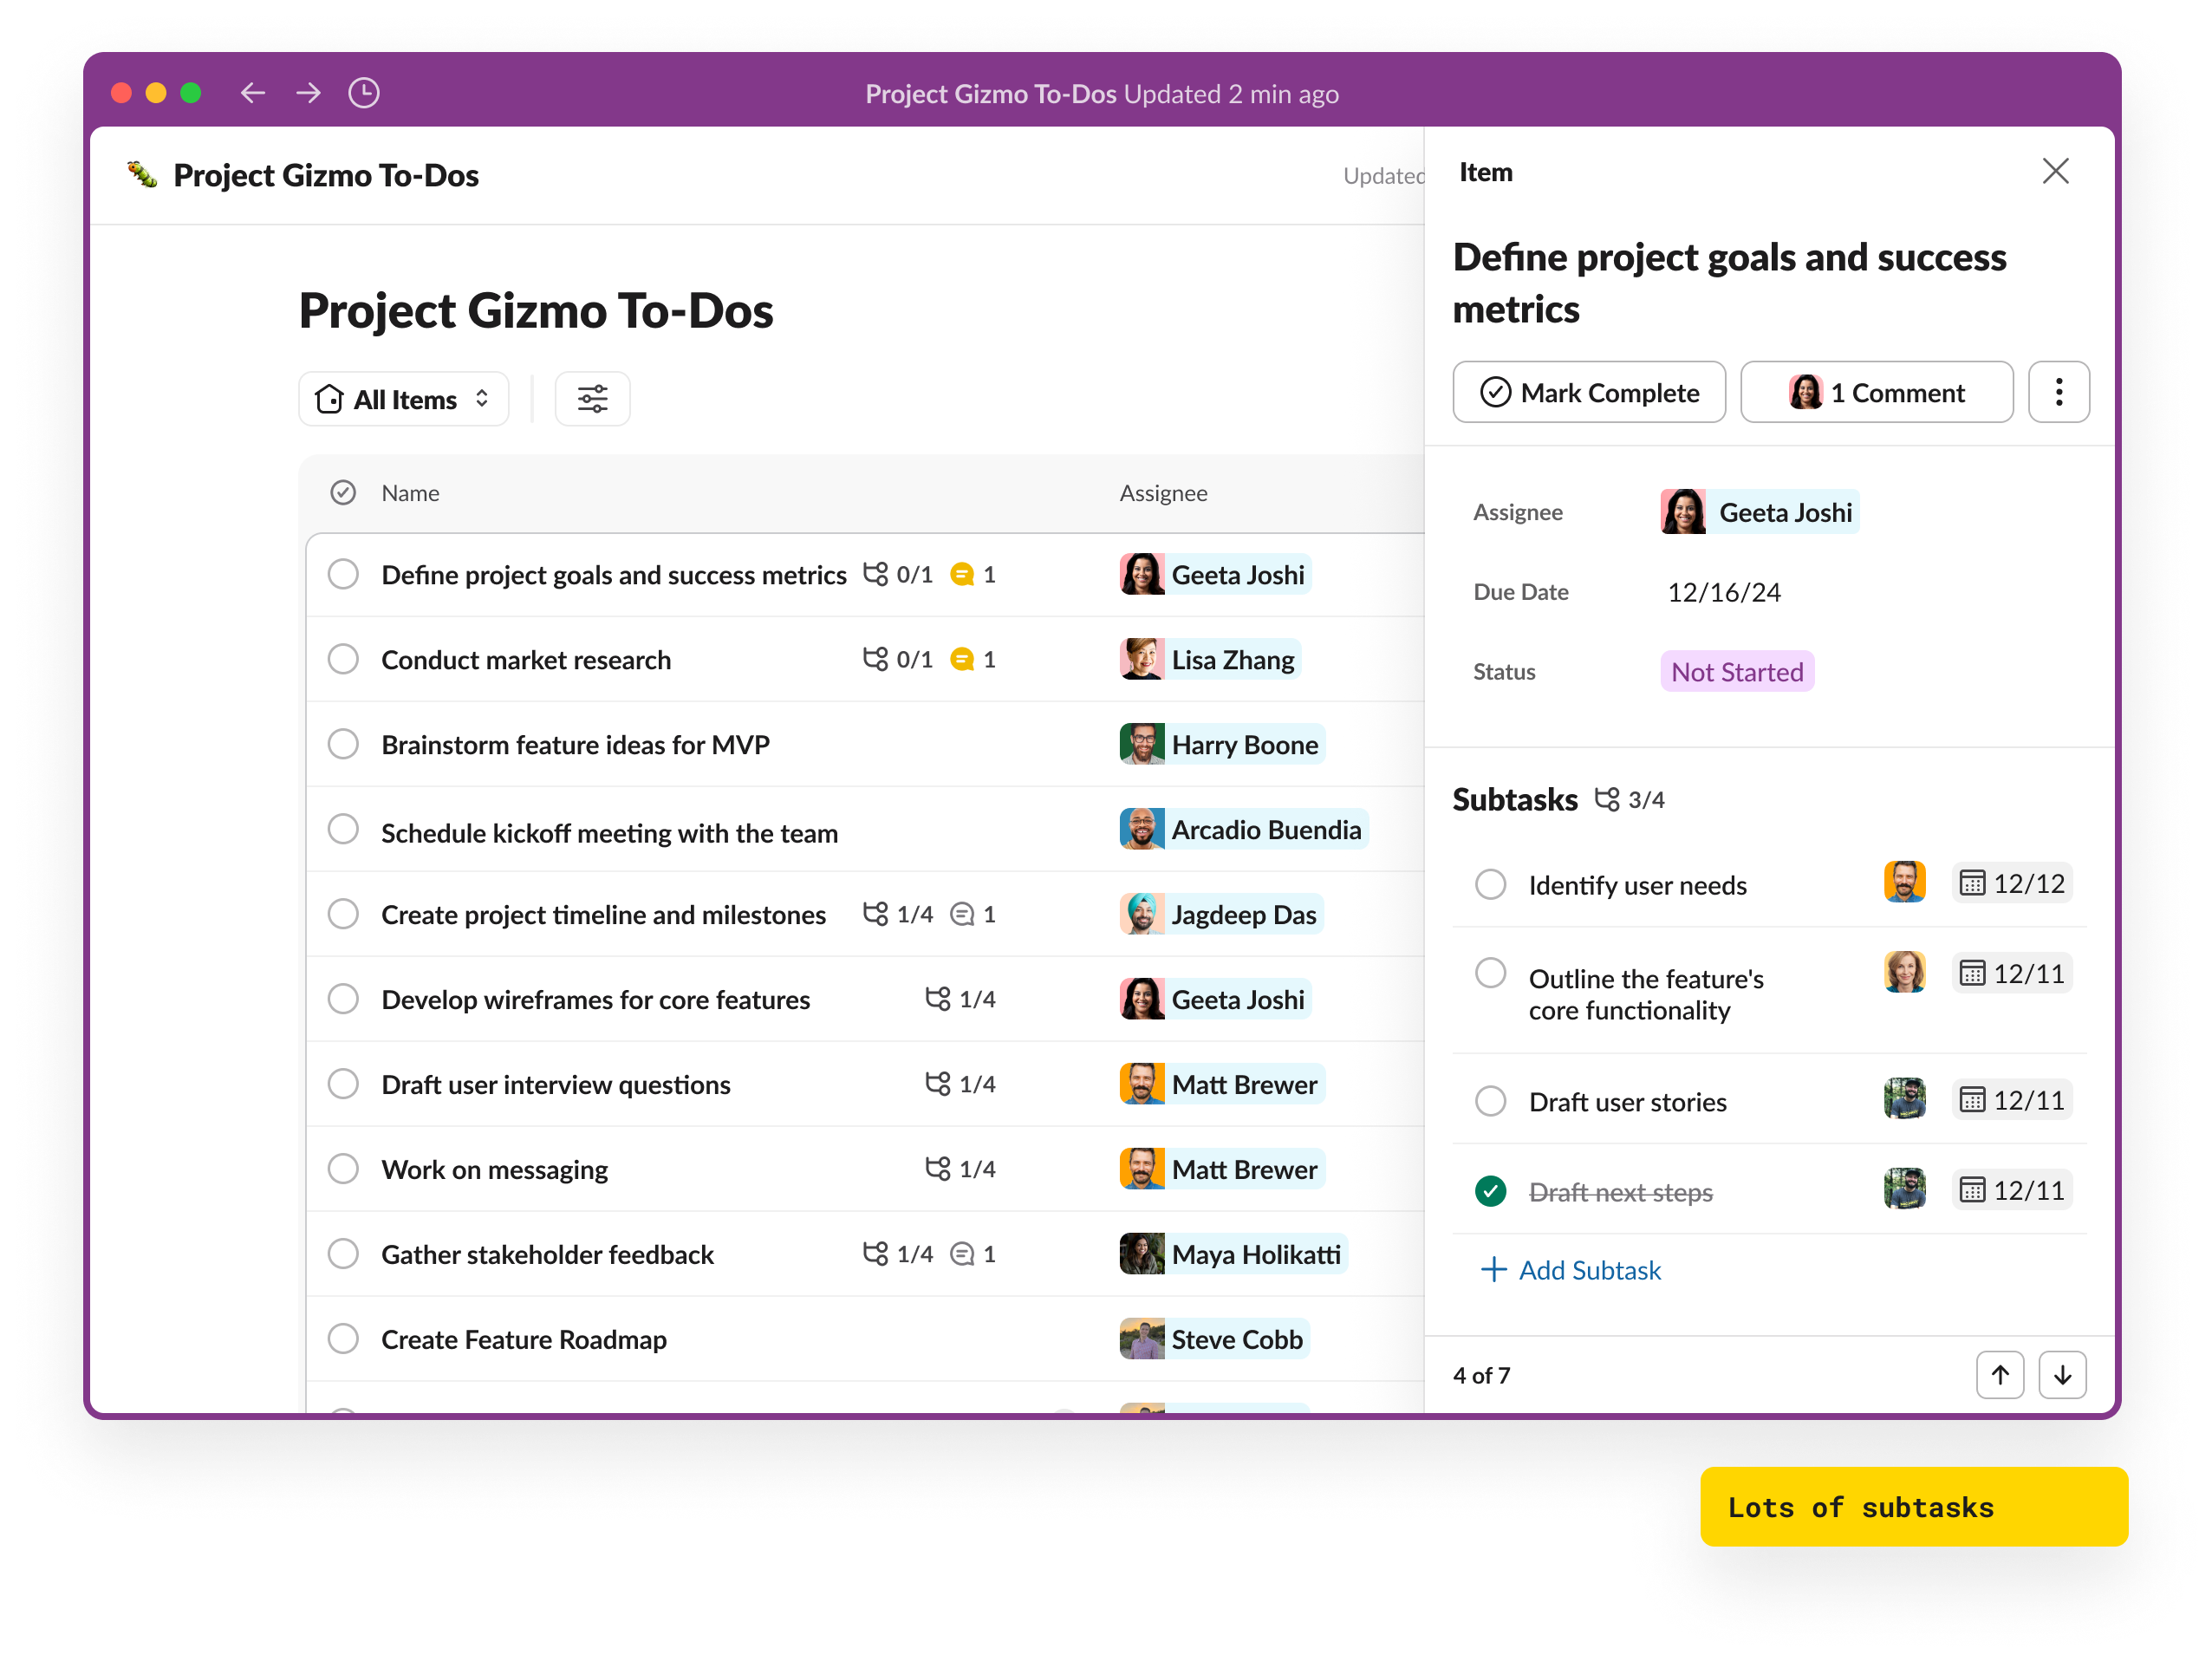 Project Gizmo To-Dos Updated 2 min ago
Project Gizmo To-Dos
Updated
Project Gizmo To-Dos
All Items
Name Assignee
Define project goals and success metrics 0/1 1 Geeta Joshi
Conduct market research 0/1 1 Lisa Zhang
Brainstorm feature ideas for MVP Harry Boone
Schedule kickoff meeting with the team Arcadio Buendia
Create project timeline and milestones 1/4 1 Jagdeep Das
Develop wireframes for core features 1/4 Geeta Joshi
Draft user interview questions 1/4 Matt Brewer
Work on messaging 1/4 Matt Brewer
Gather stakeholder feedback 1/4 1 Maya Holikatti
Create Feature Roadmap Steve Cobb
Item
Define project goals and success
metrics
Mark Complete 1 Comment
Assignee Geeta Joshi
Due Date 12/16/24
Status Not Started
Subtasks 3/4
Identify user needs 12/12
Outline the feature's 12/11
core functionality
Draft user stories 12/11
Draft next steps 12/11
Add Subtask
4 of 7
Lots of subtasks